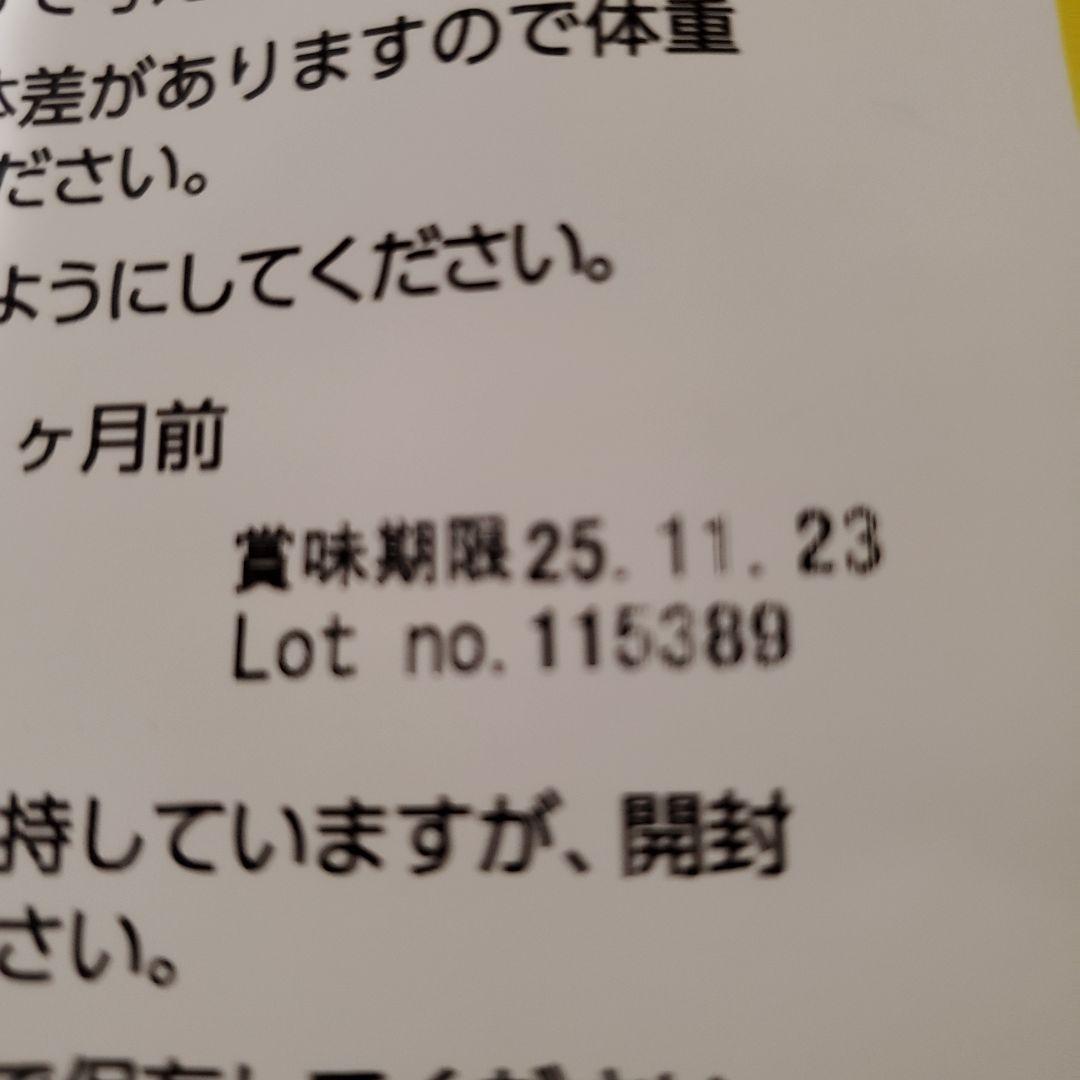 体差がありますので体重
ださい。
ようにしてください。
ヶ月前
賞味期限25.11.23
Lot no.115389
持していますが、開封
さい。